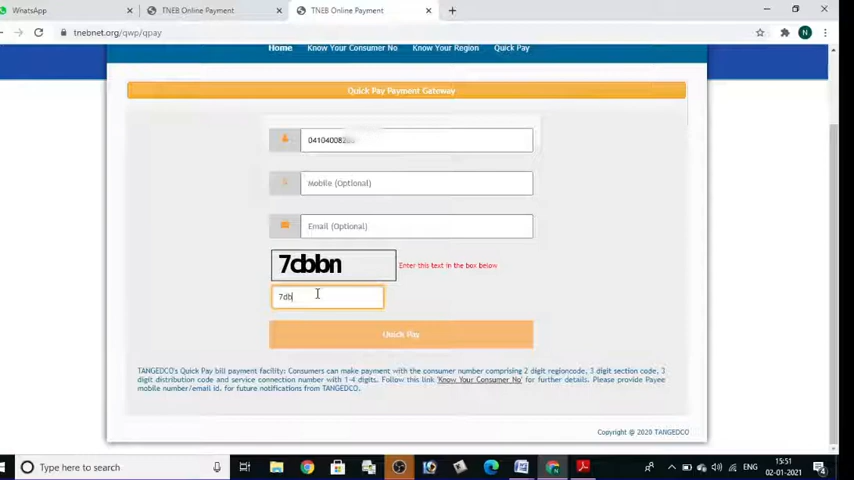 WhatsApp
TNEB Online Payment
TNEB Online Payment
tnebnet.org/qwp/qpay
N
Home Know Your Consumer No Know Your Region Quick Pay
Quick Pay Payment Gateway
04104008
Mobile (Optional)
Email (Optional)
7cbbn
Enter this text in the box below
7db
Quick Pay
TANGEDCO's Quick Pay bill payment facility: Consumers can make payment with the consumer number comprising 2 digit regioncode, 3 digit section code, 3
digit distribution code and service connection number with 1-4 digits. Follow this link 'Know Your Consumer No' for further details. Please provide Payee
mobile number/email id. for future notifications from TANGEDCO.
Copyright @ 2020 TANGEDCO
Type here to search
ENG
15:51
02-01-2021
4